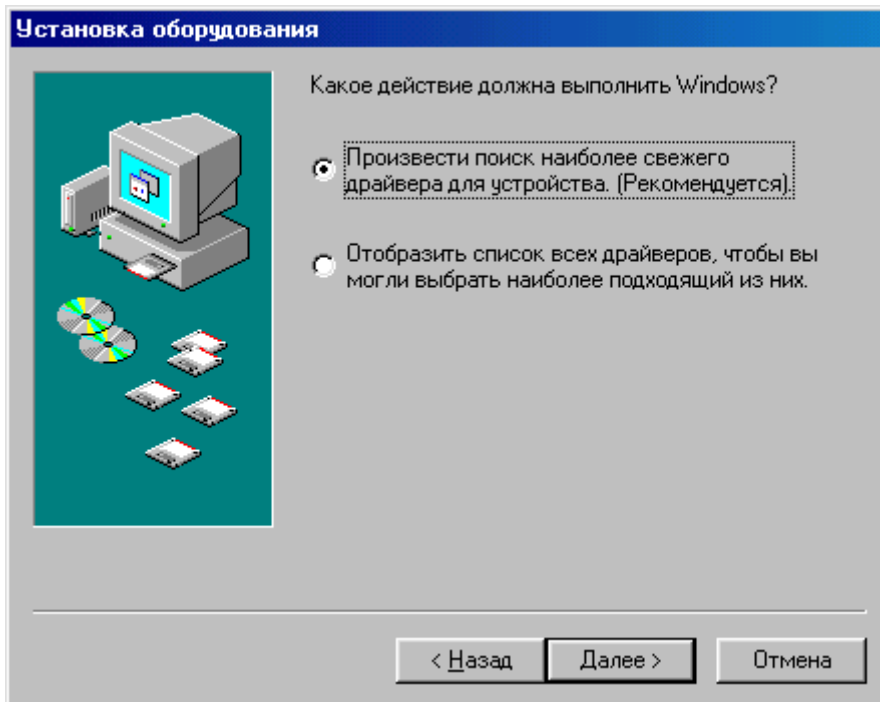 Установка оборудования
Какое действие должна выполнить Windows?
Произвести поиск наиболее свежего
драйвера для устройства. (Рекомендуется).
Отобразить список всех драйверов, чтобы вы
могли выбрать наиболее подходящий из них.
< Назад Далее > Отмена